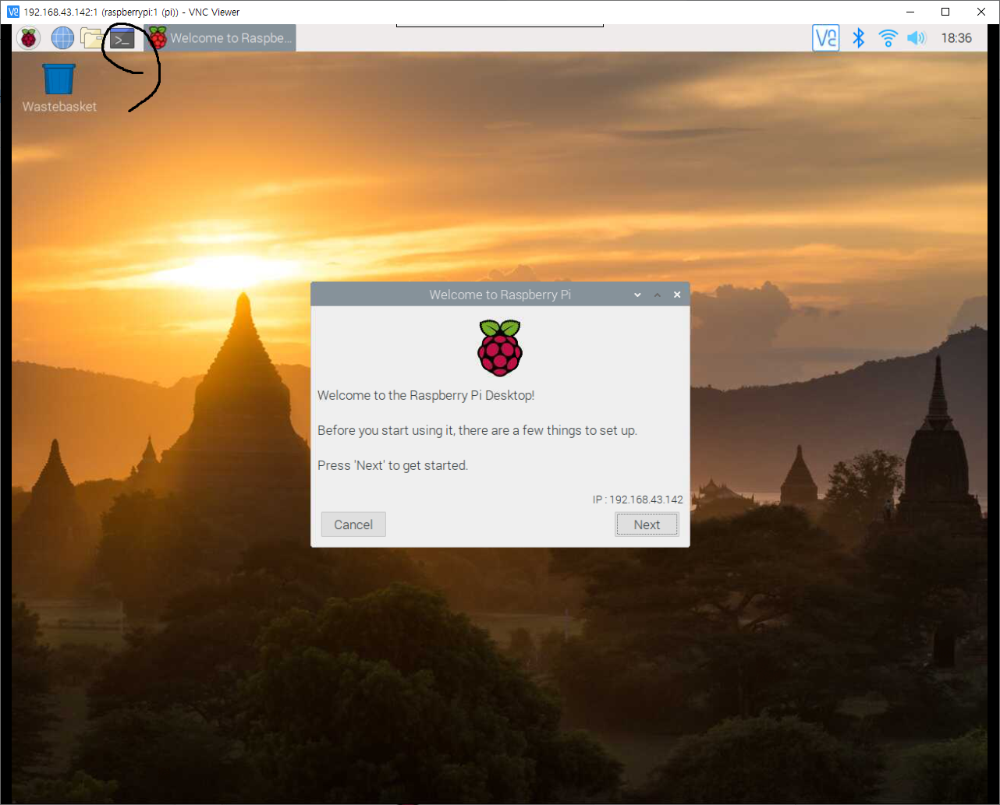 192.168.43.142:1 (raspberrypi:1 (pi)) - VNC Viewer
Welcome to Raspbe...
18:36
Wastebasket
Welcome to Raspberry Pi
Welcome to the Raspberry Pi Desktop!
Before you start using it, there are a few things to set up.
Press 'Next' to get started.
IP : 192.168.43.142
Cancel
Next